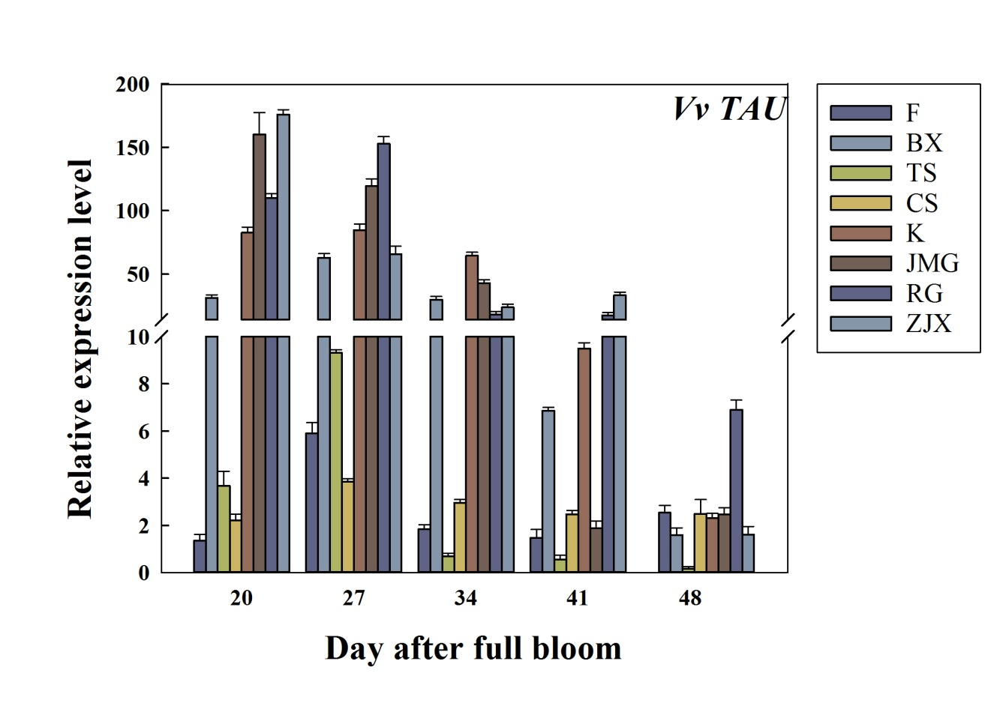 Vv TAU
Relative expression level
200
150
100
50
10
8
6
4
2
0
20 27 34 41 48
Day after full bloom
F
BX
TS
CS
K
JMG
RG
ZJX